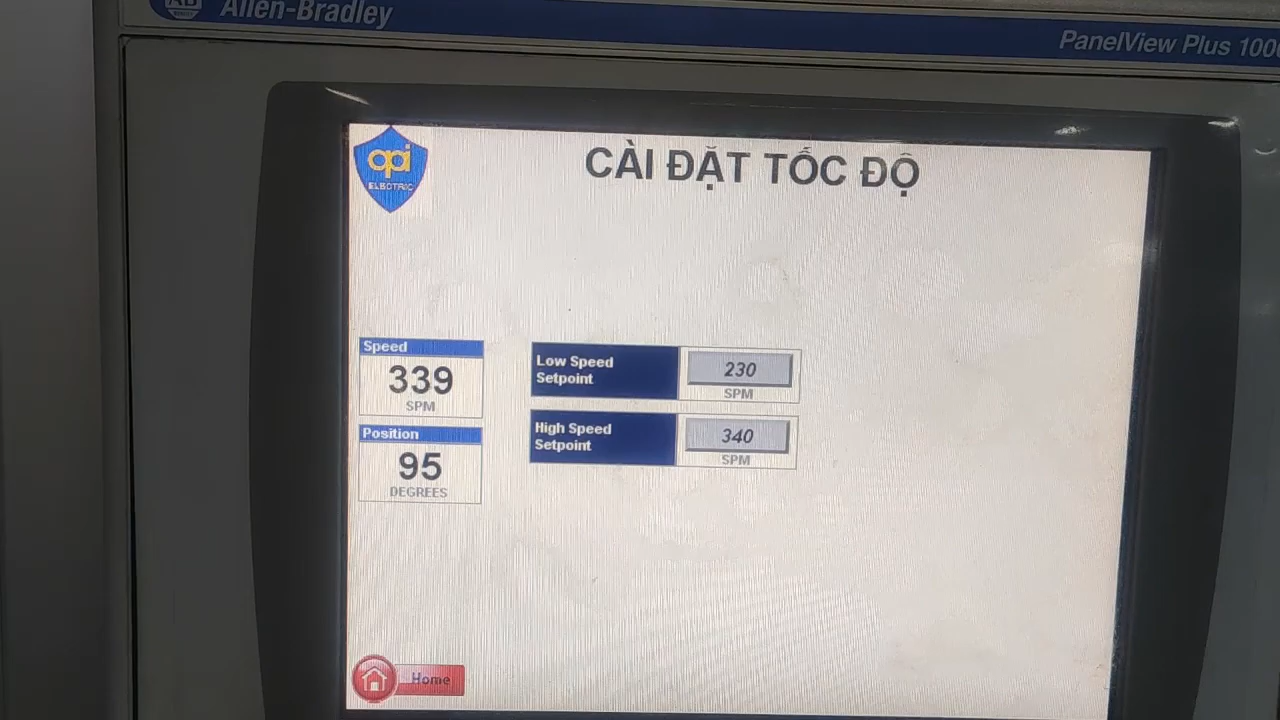 Allen-Bradley
PanelView Plus 1000
opi
ELECTRIC
CÀI ĐẶT TỐC ĐỘ
Speed
339
SPM
Position
95
DEGREES
Low Speed
Setpoint
230
SPM
High Speed
Setpoint
340
SPM
Home